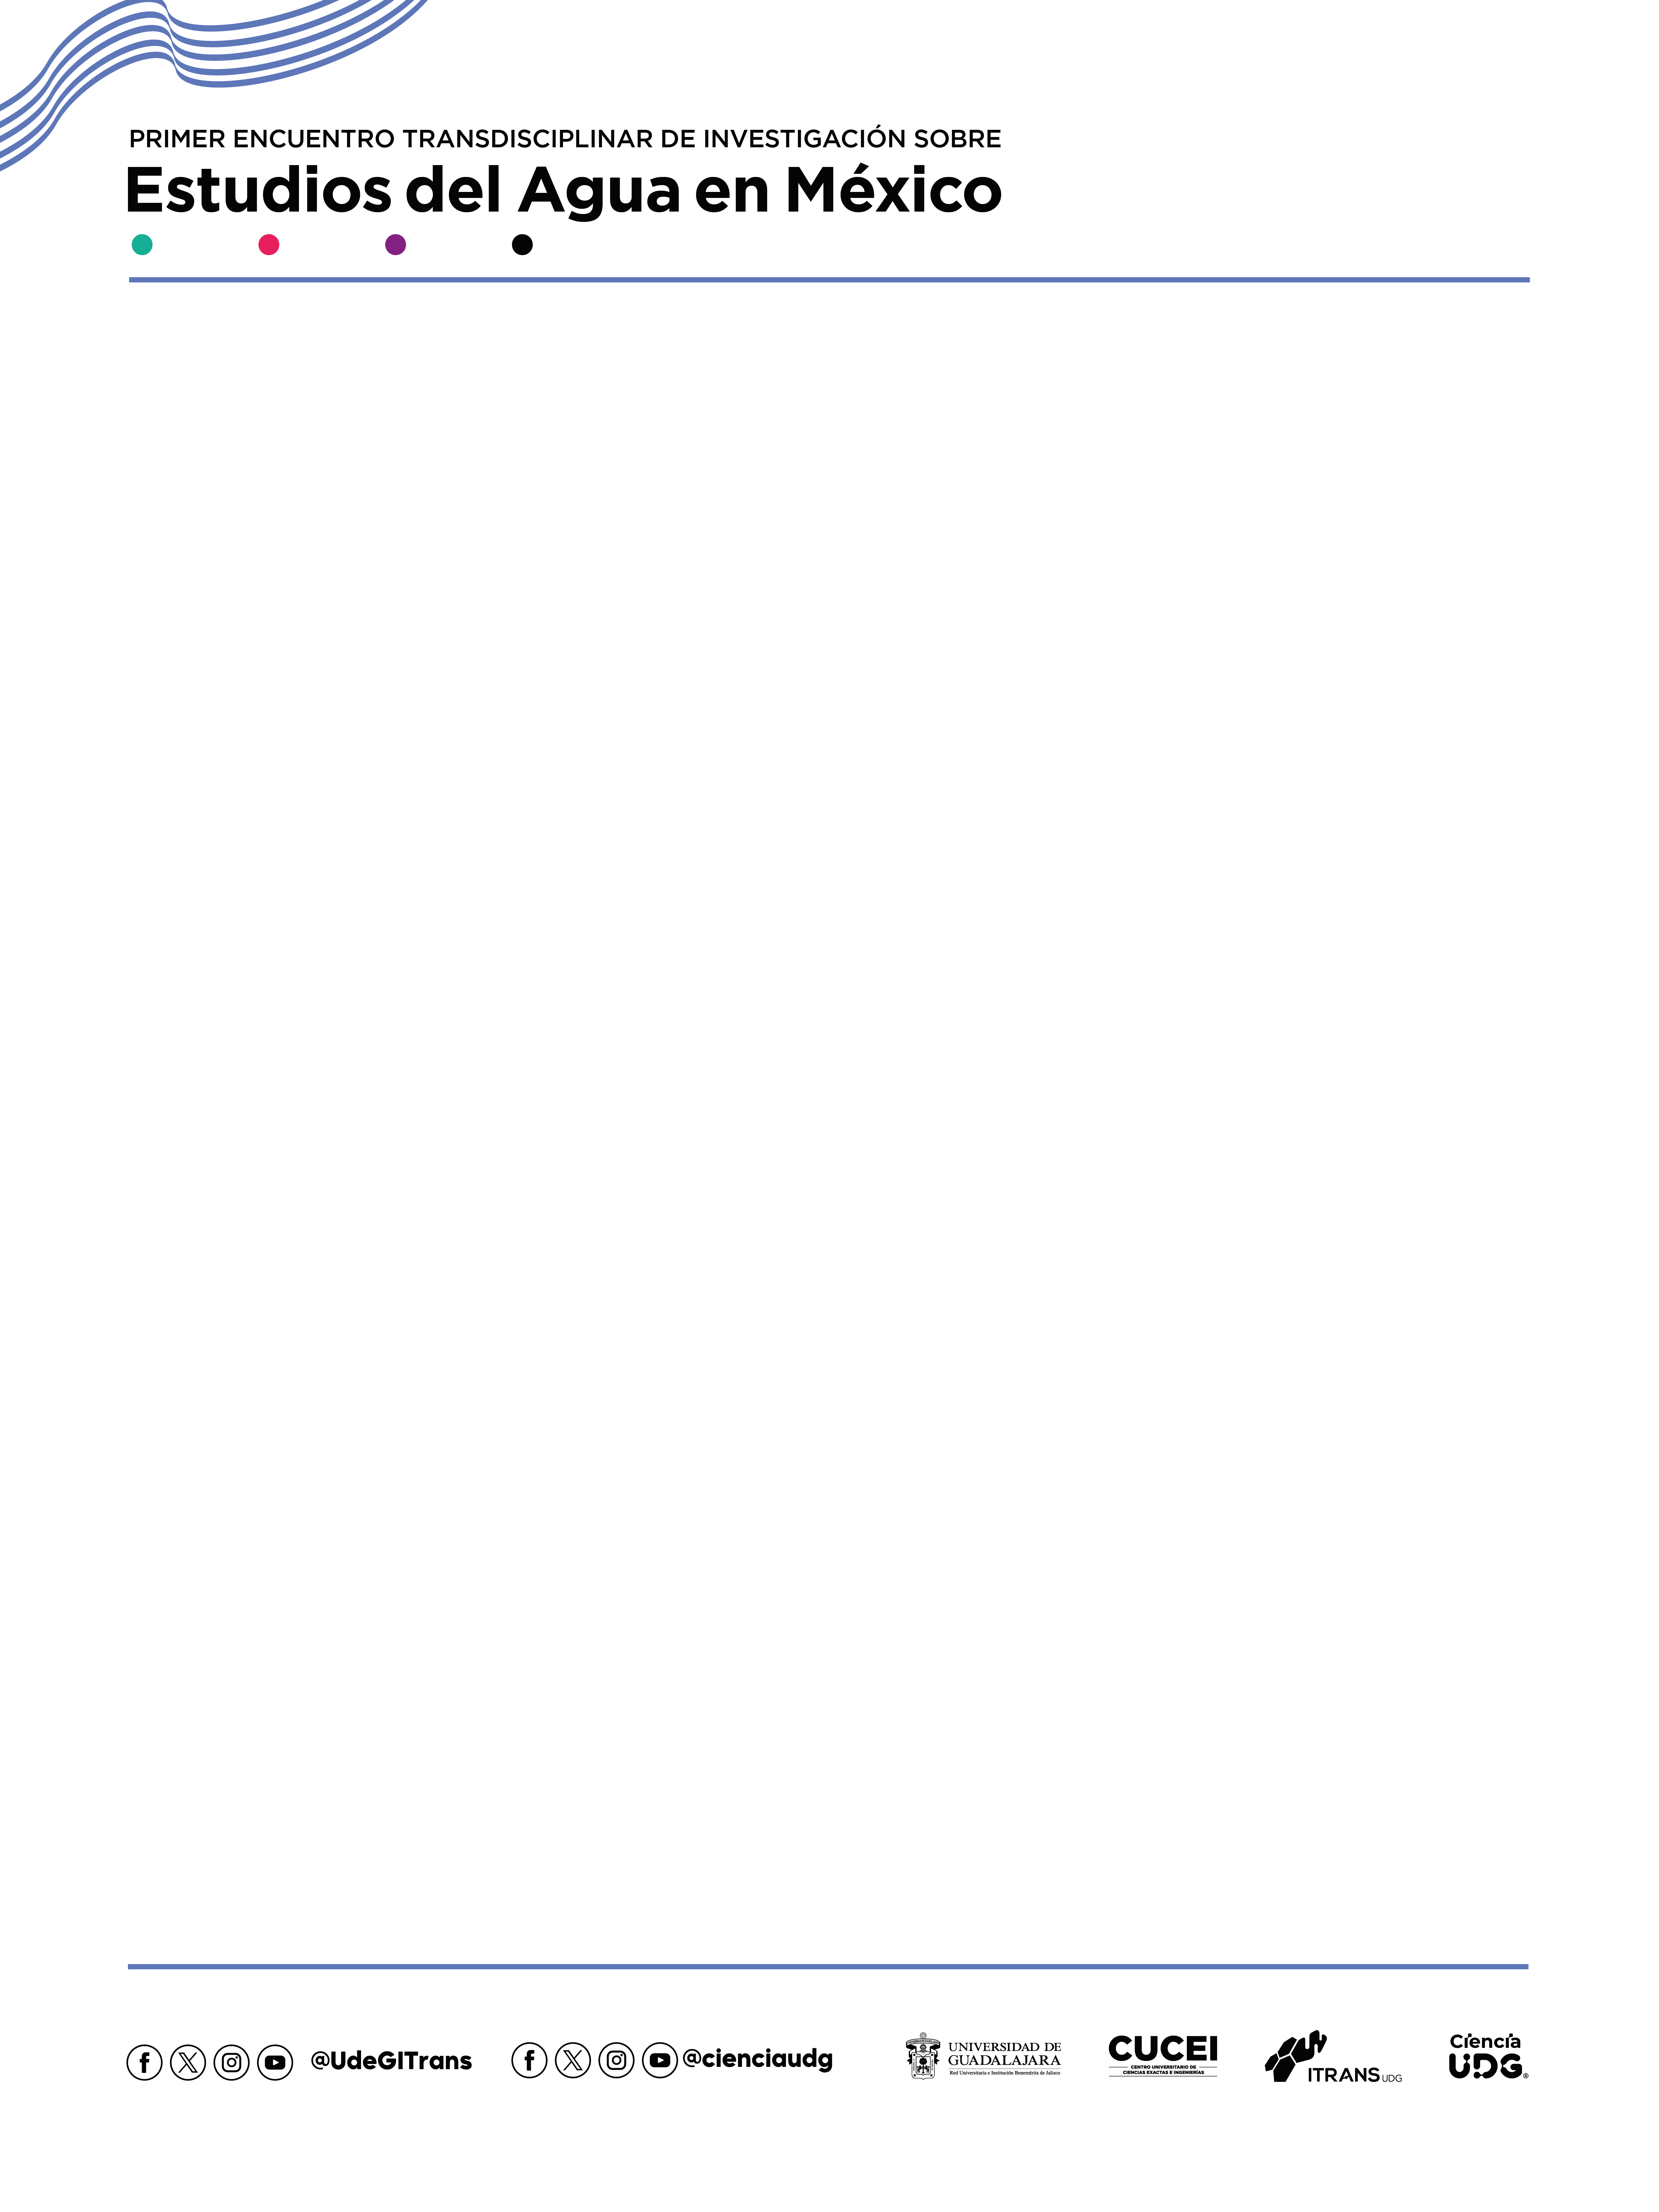 PRIMER ENCUENTRO TRANSDISCIPLINAR DE INVESTIGACIÓN SOBRE
Estudios del Agua en México
@UdeGITrans
@cienciaudg
UNIVERSIDAD DE
GUADALAJARA
Red Universitaria e Institución Benemérita de Jalisco
CUCEI
CENTRO UNIVERSITARIO DE
CIENCIAS EXACTAS E INGENIERÍAS
ITRANS UDG
Ciencia
UDG®